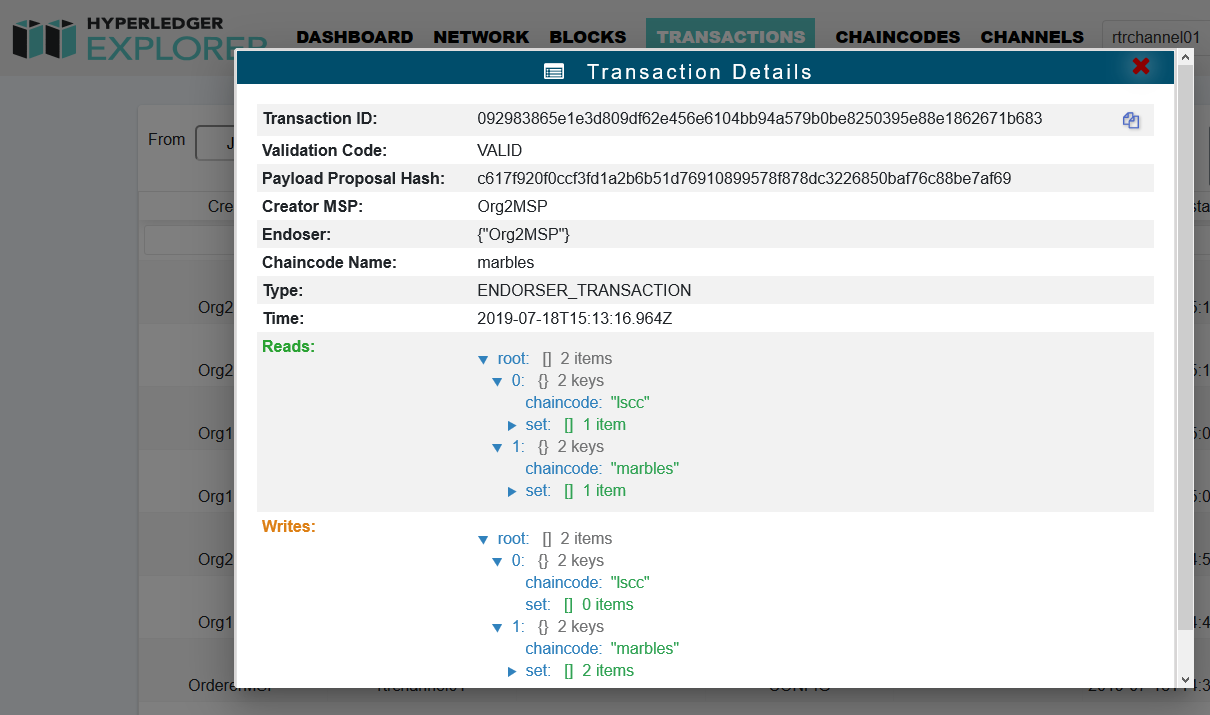 HYPERLEDGER
EXPLORER
DASHBOARD NETWORK BLOCKS TRANSACTIONS CHAINCODES CHANNELS rtrchannel01
Transaction Details
From
Transaction ID: 092983865e1e3d809df62e456e6104bb94a579b0be8250395e88e1862671b683
Validation Code: VALID
Payload Proposal Hash: c617f920f0ccf3fd1a2b6b51d76910899578f878dc3226850baf76c88be7af69
Creator MSP: Org2MSP
Endoser: {"Org2MSP"}
Chaincode Name: marbles
Type: ENDORSER_TRANSACTION
Time: 2019-07-18T15:13:16.964Z
Reads:
root: [] 2 items
0: {} 2 keys
chaincode: "lscc"
set: [] 1 item
1: {} 2 keys
chaincode: "marbles"
set: [] 1 item
Writes:
root: [] 2 items
0: {} 2 keys
chaincode: "lscc"
set: [] 0 items
1: {} 2 keys
chaincode: "marbles"
set: [] 2 items
Org2
Org2
Org1
Org1
Org2
Org1